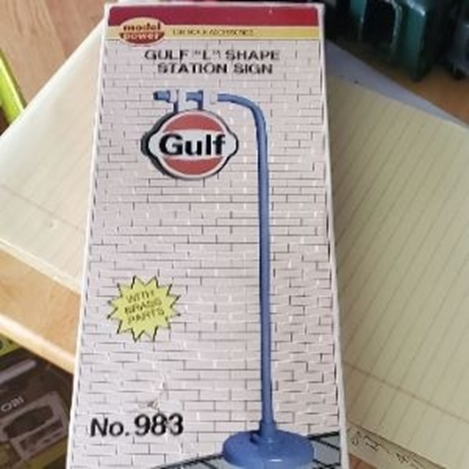 model
power
GULF "L" SHAPE
STATION SIGN
Gulf
WITH
BRASS
PARTS
No. 983